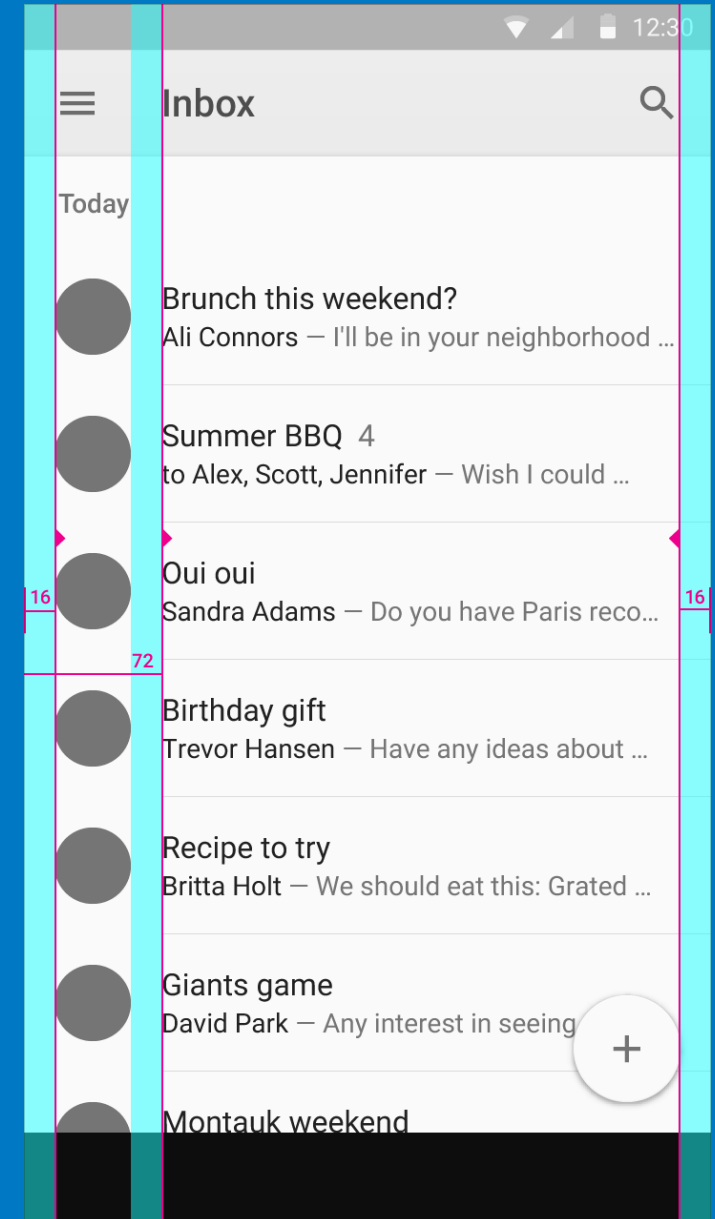 12:30
Inbox
Today
Brunch this weekend?
Ali Connors — I'll be in your neighborhood ...
Summer BBQ 4
to Alex, Scott, Jennifer — Wish I could ...
Oui oui
16
Sandra Adams — Do you have Paris reco...
16
72
Birthday gift
Trevor Hansen — Have any ideas about ...
Recipe to try
Britta Holt — We should eat this: Grated ...
Giants game
David Park — Any interest in seeing
+
Montauk weekend